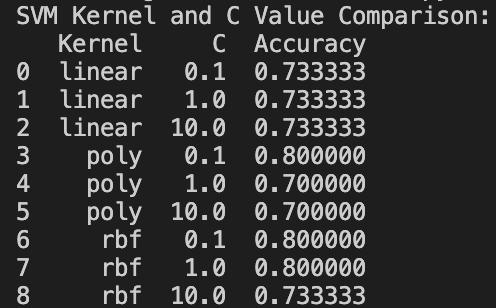 SVM Kernel and C Value Comparison:
Kernel C Accuracy
0 linear 0.1 0.733333
1 linear 1.0 0.733333
2 linear 10.0 0.733333
3 poly 0.1 0.800000
4 poly 1.0 0.700000
5 poly 10.0 0.700000
6 rbf 0.1 0.800000
7 rbf 1.0 0.800000
8 rbf 10.0 0.733333